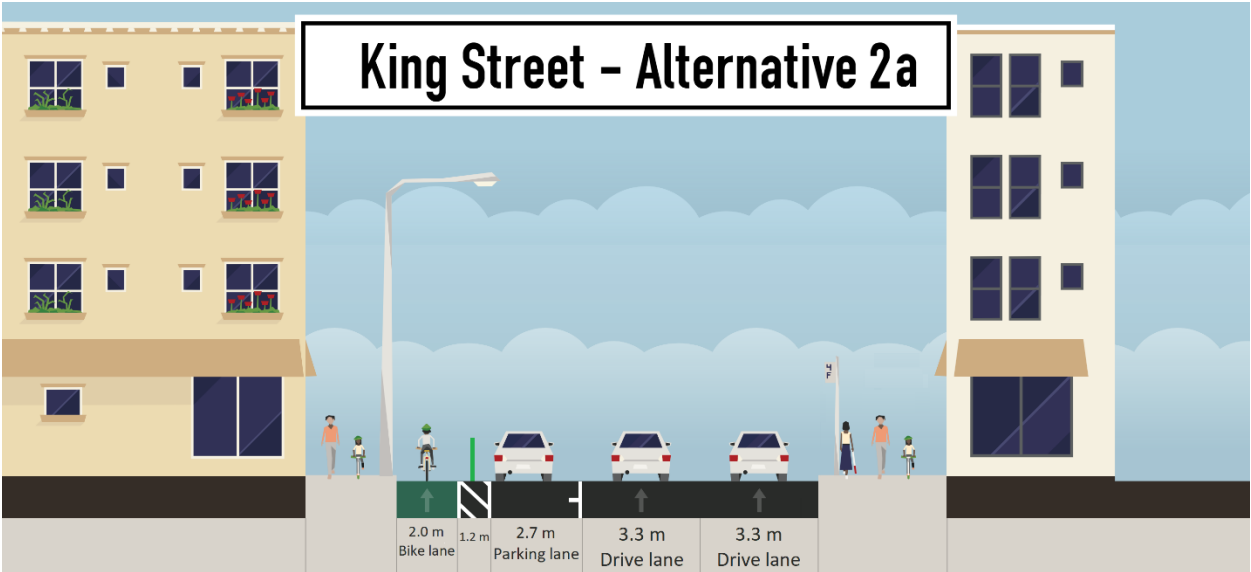 King Street – Alternative 2a
4
F
2.0 m
Bike lane
1.2 m
2.7 m
Parking lane
3.3 m
Drive lane
3.3 m
Drive lane